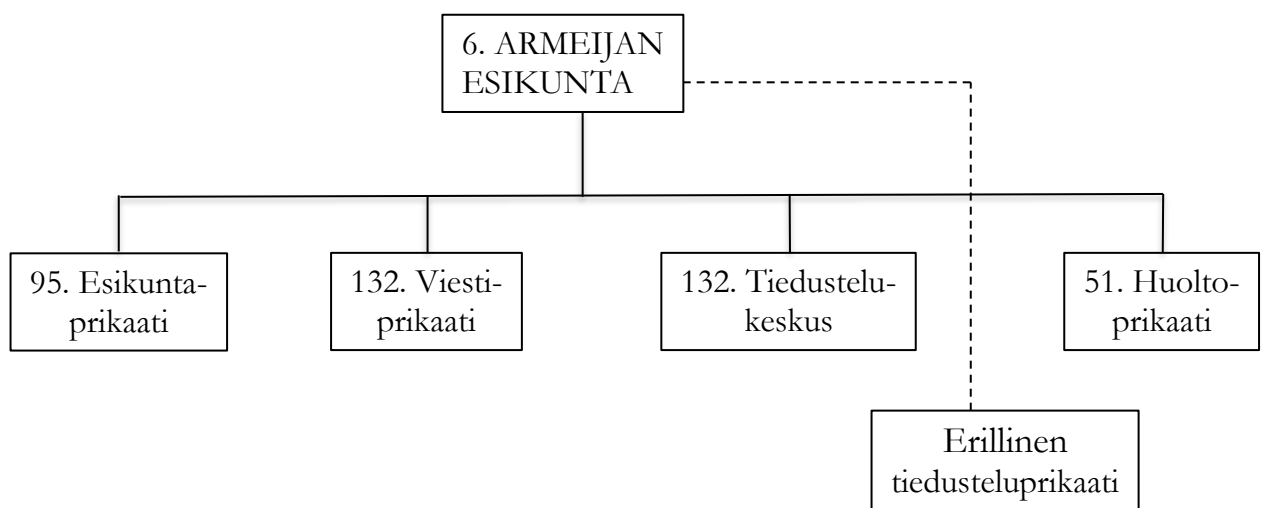 6. ARMEIJAN
ESIKUNTA
95. Esikunta-
prikaati
132. Viesti-
prikaati
132. Tiedustelu-
keskus
51. Huolto-
prikaati
Erillinen
tiedusteluprikaati